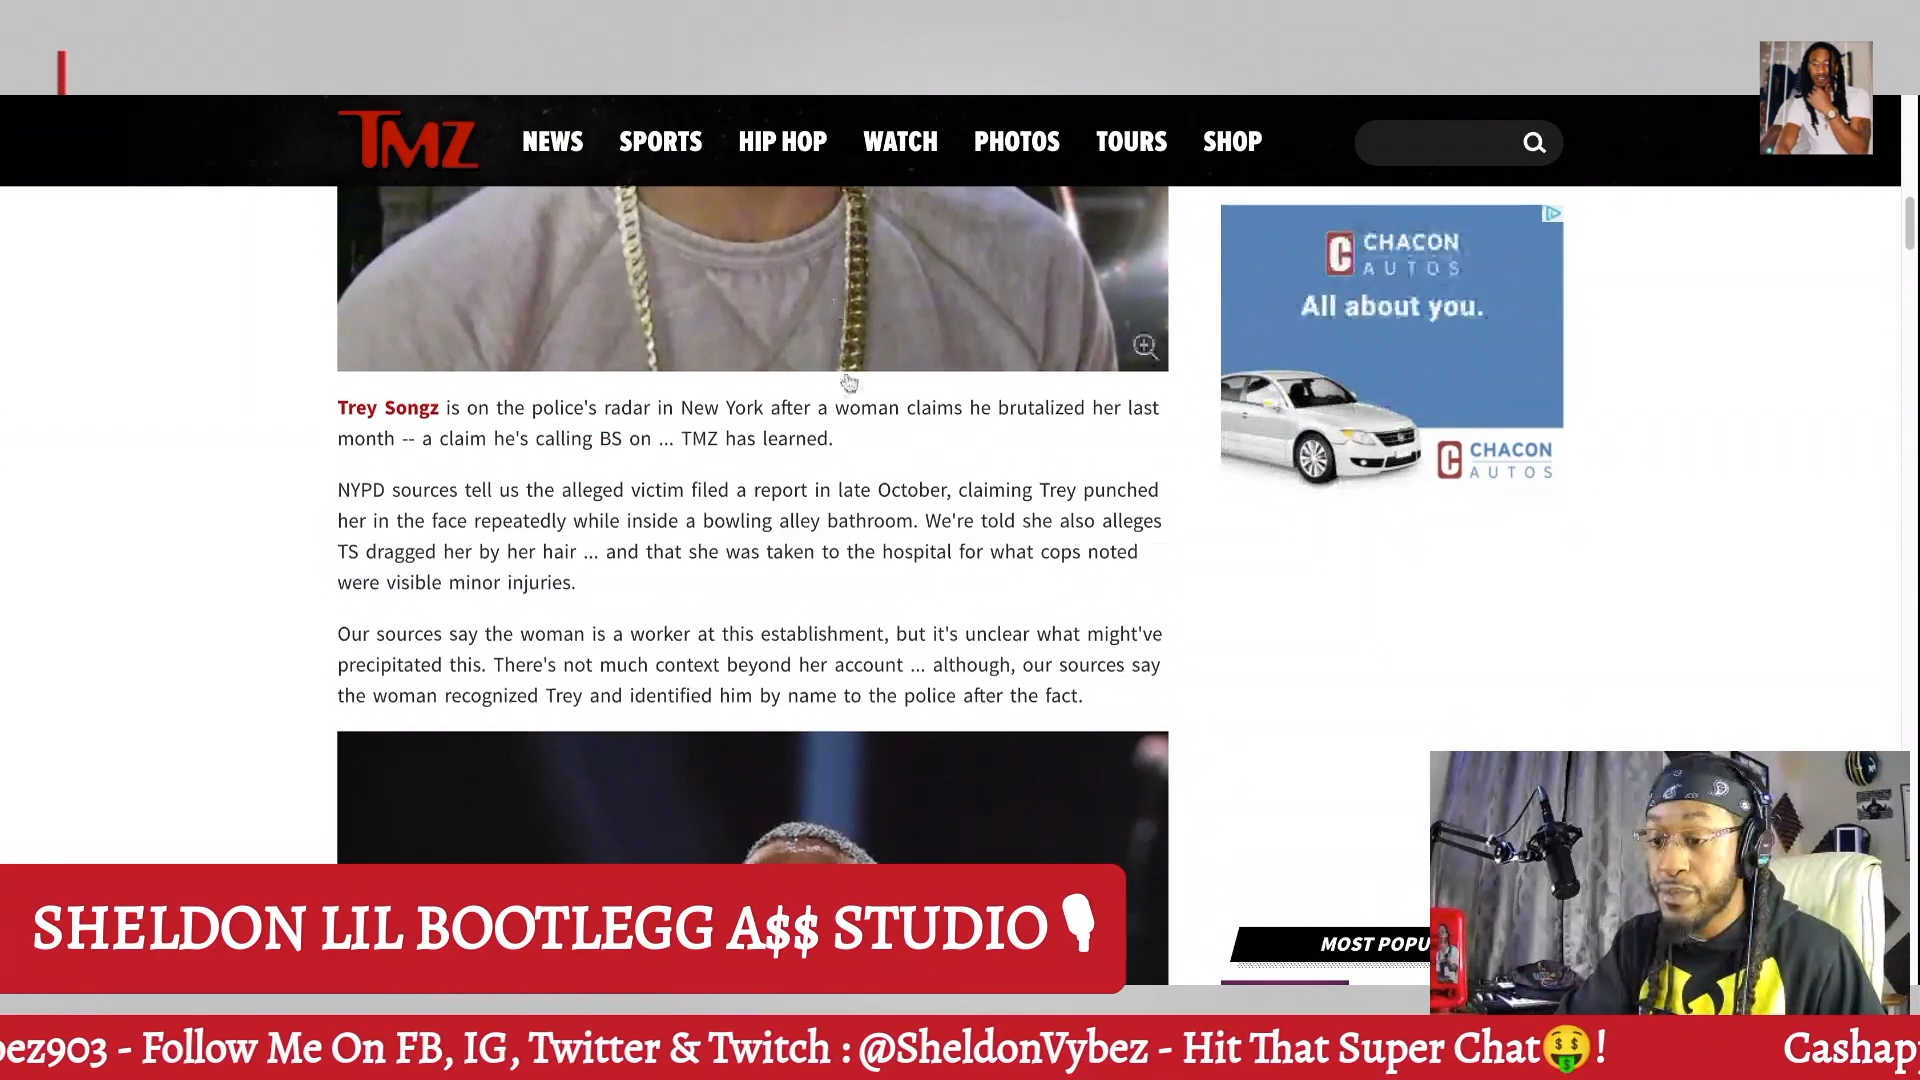 TMZ
NEWS SPORTS HIP HOP WATCH PHOTOS TOURS SHOP
CHACON
AUTOS
All about you.
CHACON
AUTOS
Trey Songz is on the police's radar in New York after a woman claims he brutalized her last
month -- a claim he's calling BS on ... TMZ has learned.
NYPD sources tell us the alleged victim filed a report in late October, claiming Trey punched
her in the face repeatedly while inside a bowling alley bathroom. We're told she also alleges
TS dragged her by her hair ... and that she was taken to the hospital for what cops noted
were visible minor injuries.
Our sources say the woman is a worker at this establishment, but it's unclear what might've
precipitated this. There's not much context beyond her account ... although, our sources say
the woman recognized Trey and identified him by name to the police after the fact.
MOST POPU
SHELDON LIL BOOTLEGG A$$ STUDIO👇
bez903 - Follow Me On FB, IG, Twitter & Twitch : @SheldonVybez - Hit That Super Chat🤑! Cashap